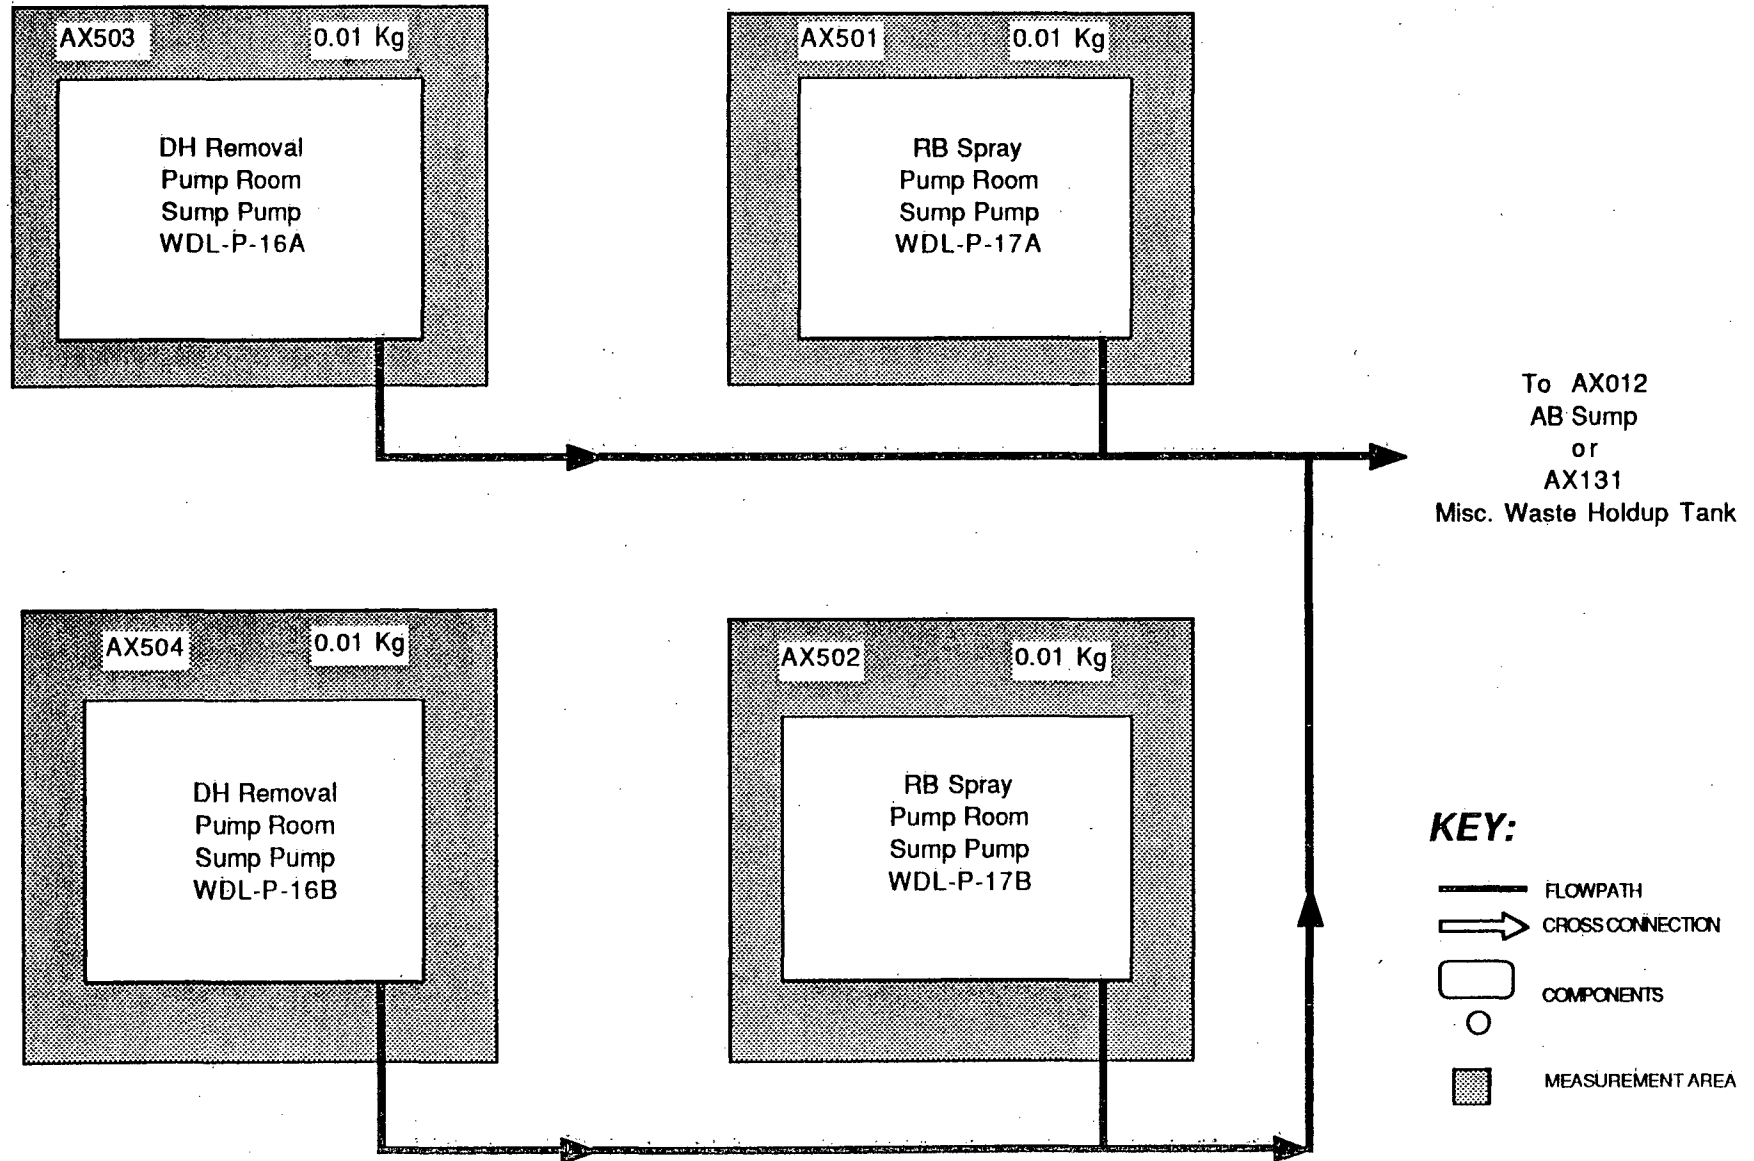 AX503 0.01 Kg
DH Removal
Pump Room
Sump Pump
WDL-P-16A
AX501 0.01 Kg
RB Spray
Pump Room
Sump Pump
WDL-P-17A
To AX012
AB Sump
or
AX131
Misc. Waste Holdup Tank
AX504 0.01 Kg
DH Removal
Pump Room
Sump Pump
WDL-P-16B
AX502 0.01 Kg
RB Spray
Pump Room
Sump Pump
WDL-P-17B
KEY:
FLOWPATH
CROSS CONNECTION
COMPONENTS
MEASUREMENT AREA